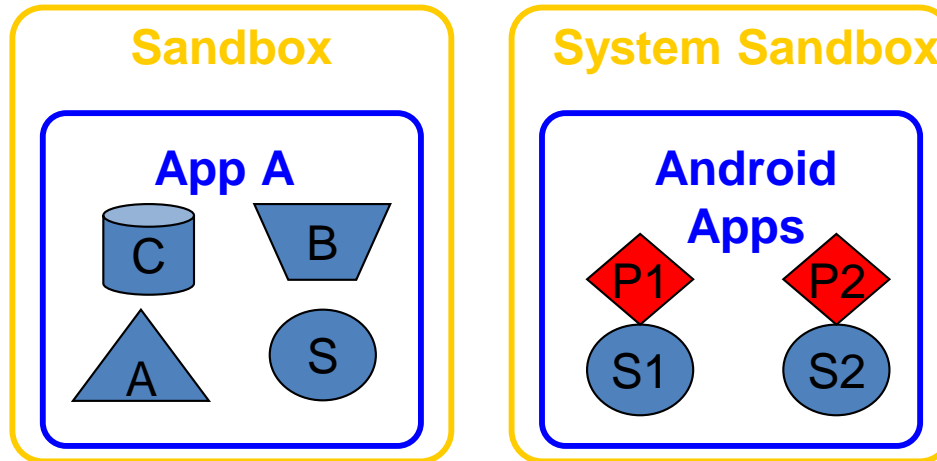 Sandbox
App A
C
B
A
S
System Sandbox
Android
Apps
P1
P2
S1
S2